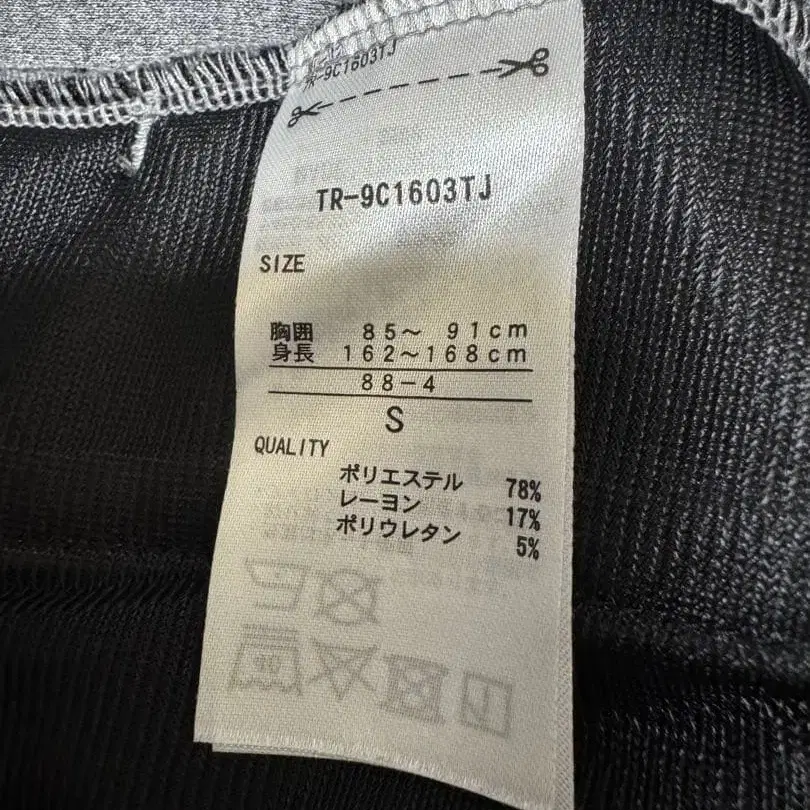 TR-9C1603TJ
TR-9C1603TJ
SIZE
胸囲 85～ 91cm
身長 162～168cm
88-4
S
QUALITY
ポリエステル 78%
レーヨン 17%
ポリウレタン 5%